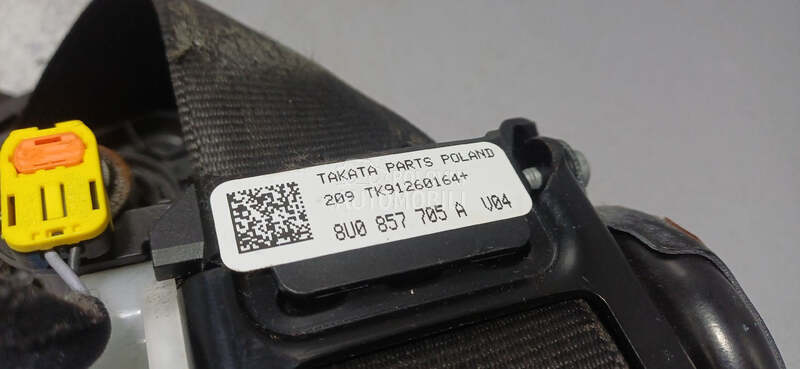 TAKATA PARTS POLAND
209 TK91260164+
8U0 857 705 A V04